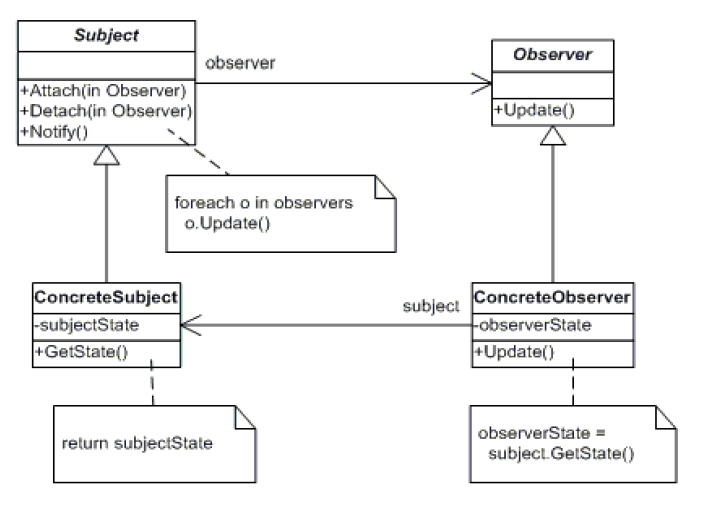 Subject
observer
Observer
+Attach(in Observer)
+Detach(in Observer)
+Notify()
+Update()
foreach o in observers
o.Update()
ConcreteSubject
-subjectState
+GetState()
subject
ConcreteObserver
-observerState
+Update()
return subjectState
observerState =
subject.GetState()